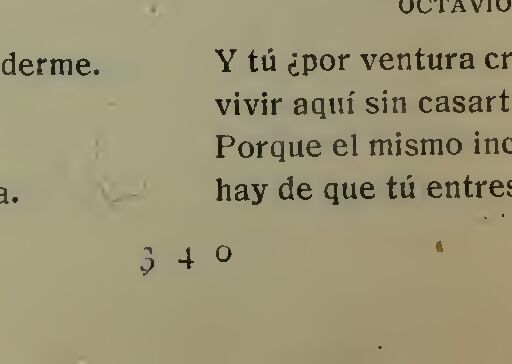 OCTAVIO
derme.
Y tú ¿por ventura cr
vivir aquí sin casart
Porque el mismo inc
a.
hay de que tú entres
340